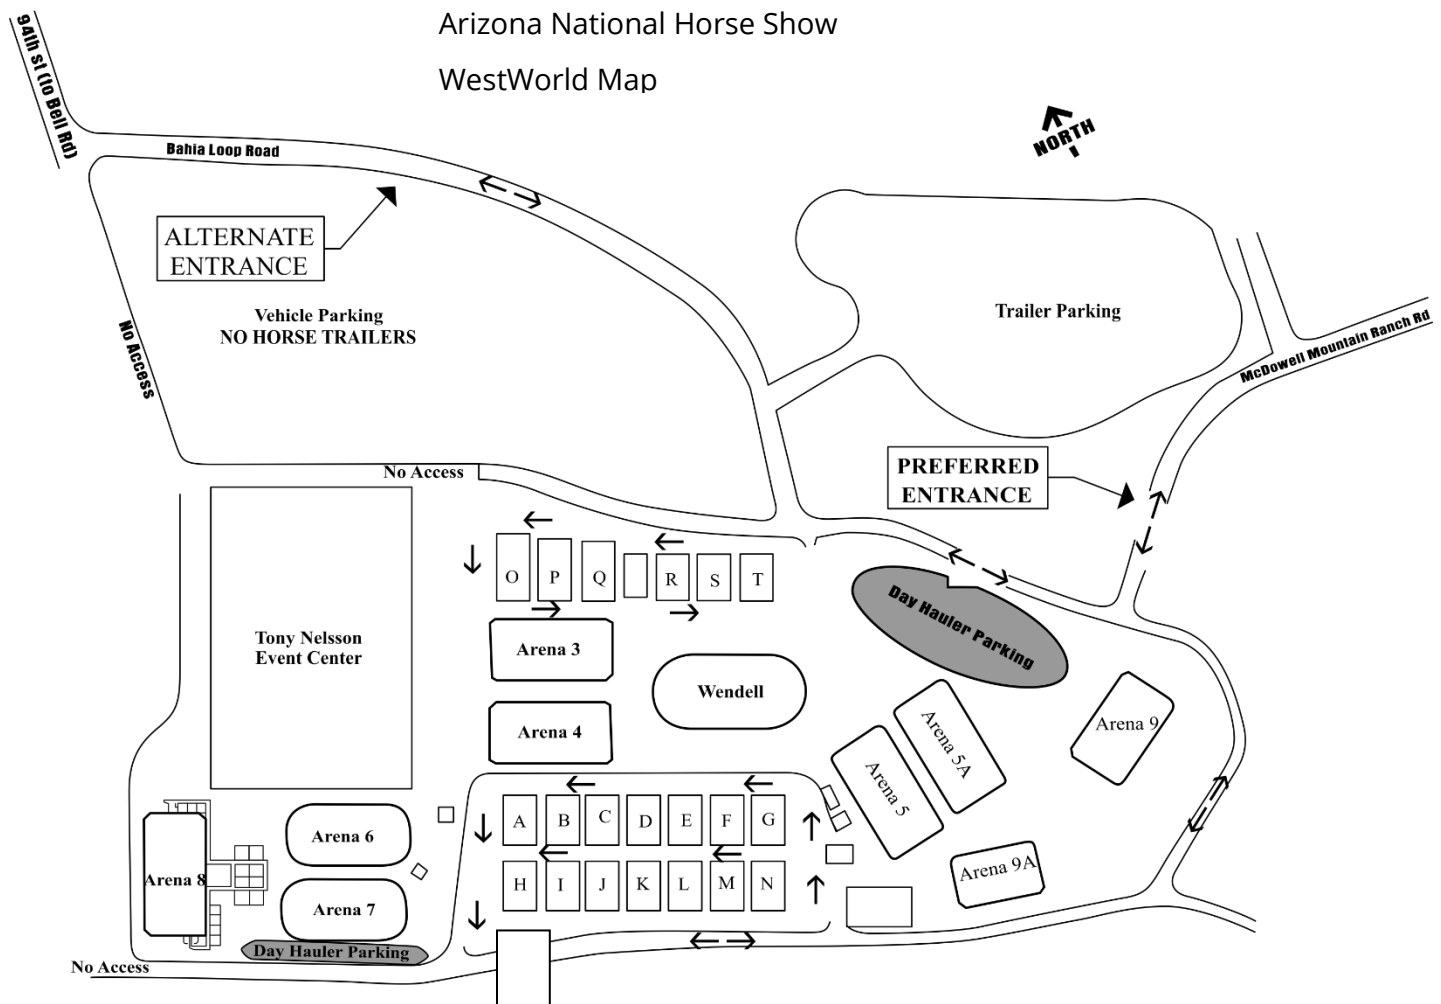 Arizona National Horse Show
WestWorld Map
94th st (to Bell Rd)
Bahia Loop Road
NORTH
ALTERNATE
ENTRANCE
Vehicle Parking
NO HORSE TRAILERS
Trailer Parking
No Access
McDowell Mountain Ranch Rd
No Access
PREFERRED
ENTRANCE
O P Q R S T
Day Hauler Parking
Tony Nelsson
Event Center
Arena 3
Wendell
Arena 4
Arena 5A
Arena 9
Arena 5
A B C D E F G
Arena 6
H I J K L M N
Arena 8
Arena 9A
Arena 7
Day Hauler Parking
No Access